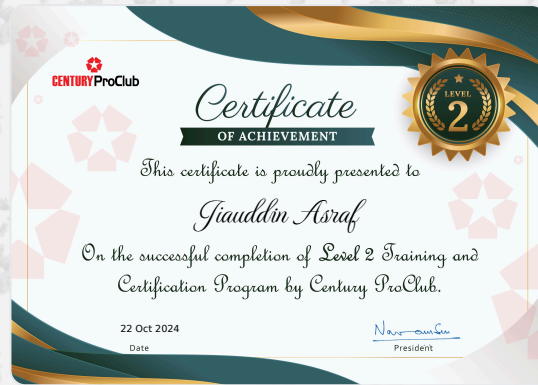 CENTURY ProClub
LEVEL
2
Certificate
OF ACHIEVEMENT
This certificate is proudly presented to
Jiauddin Asraf
On the successful completion of Level 2 Training and
Certification Program by Century ProClub.
22 Oct 2024
Date
President